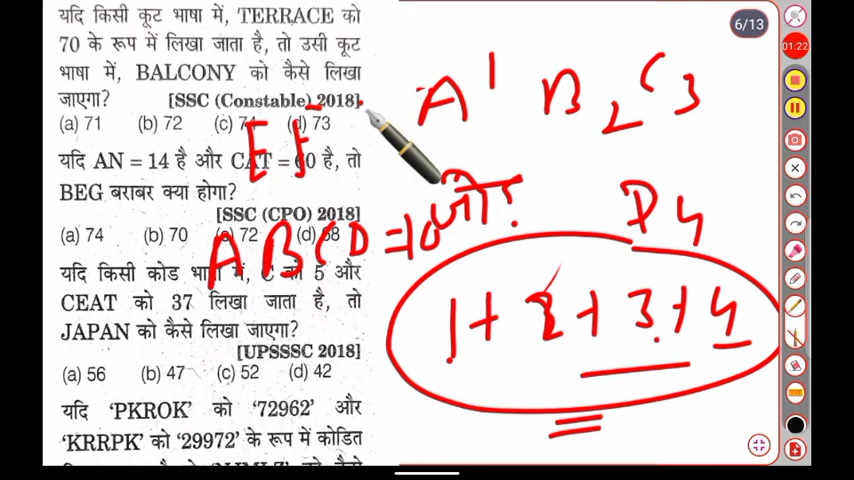 यदि किसी कूट भाषा में, TERRACE को
70 के रूप में लिखा जाता है, तो उसी कूट
भाषा में, BALCONY को कैसे लिखा
जाएगा? [SSC (Constable) 2018]
(a) 71 (b) 72 (c) 74 (d) 73
यदि AN = 14 है और CAT = 60 है, तो
BEG बराबर क्या होगा?
[SSC (CPO) 2018]
(a) 74 (b) 70 (c) 72 (d) 68
यदि किसी कोड भाषा में, C को 5 और
CEAT को 37 लिखा जाता है, तो
JAPAN को कैसे लिखा जाएगा?
[UPSSSC 2018]
(a) 56 (b) 47 (c) 52 (d) 42
यदि 'PKROK' को '72962' और
'KRRPK' को '29972' के रूप में कोडित
6/13
01:22
A 1 B 2 C 3
D 4
E F
A B C D = 10
1 + 2 + 3 + 4